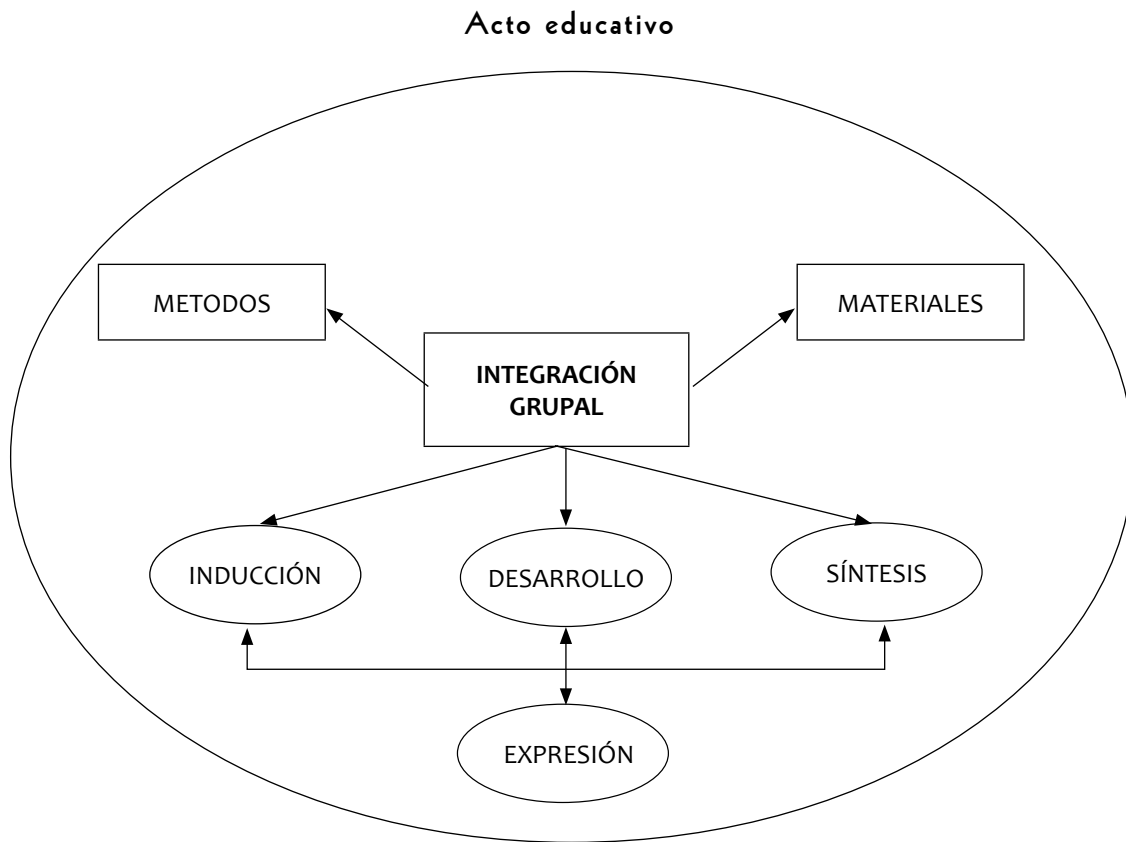 Acto educativo
METODOS
MATERIALES
INTEGRACIÓN
GRUPAL
INDUCCIÓN
DESARROLLO
SÍNTESIS
EXPRESIÓN